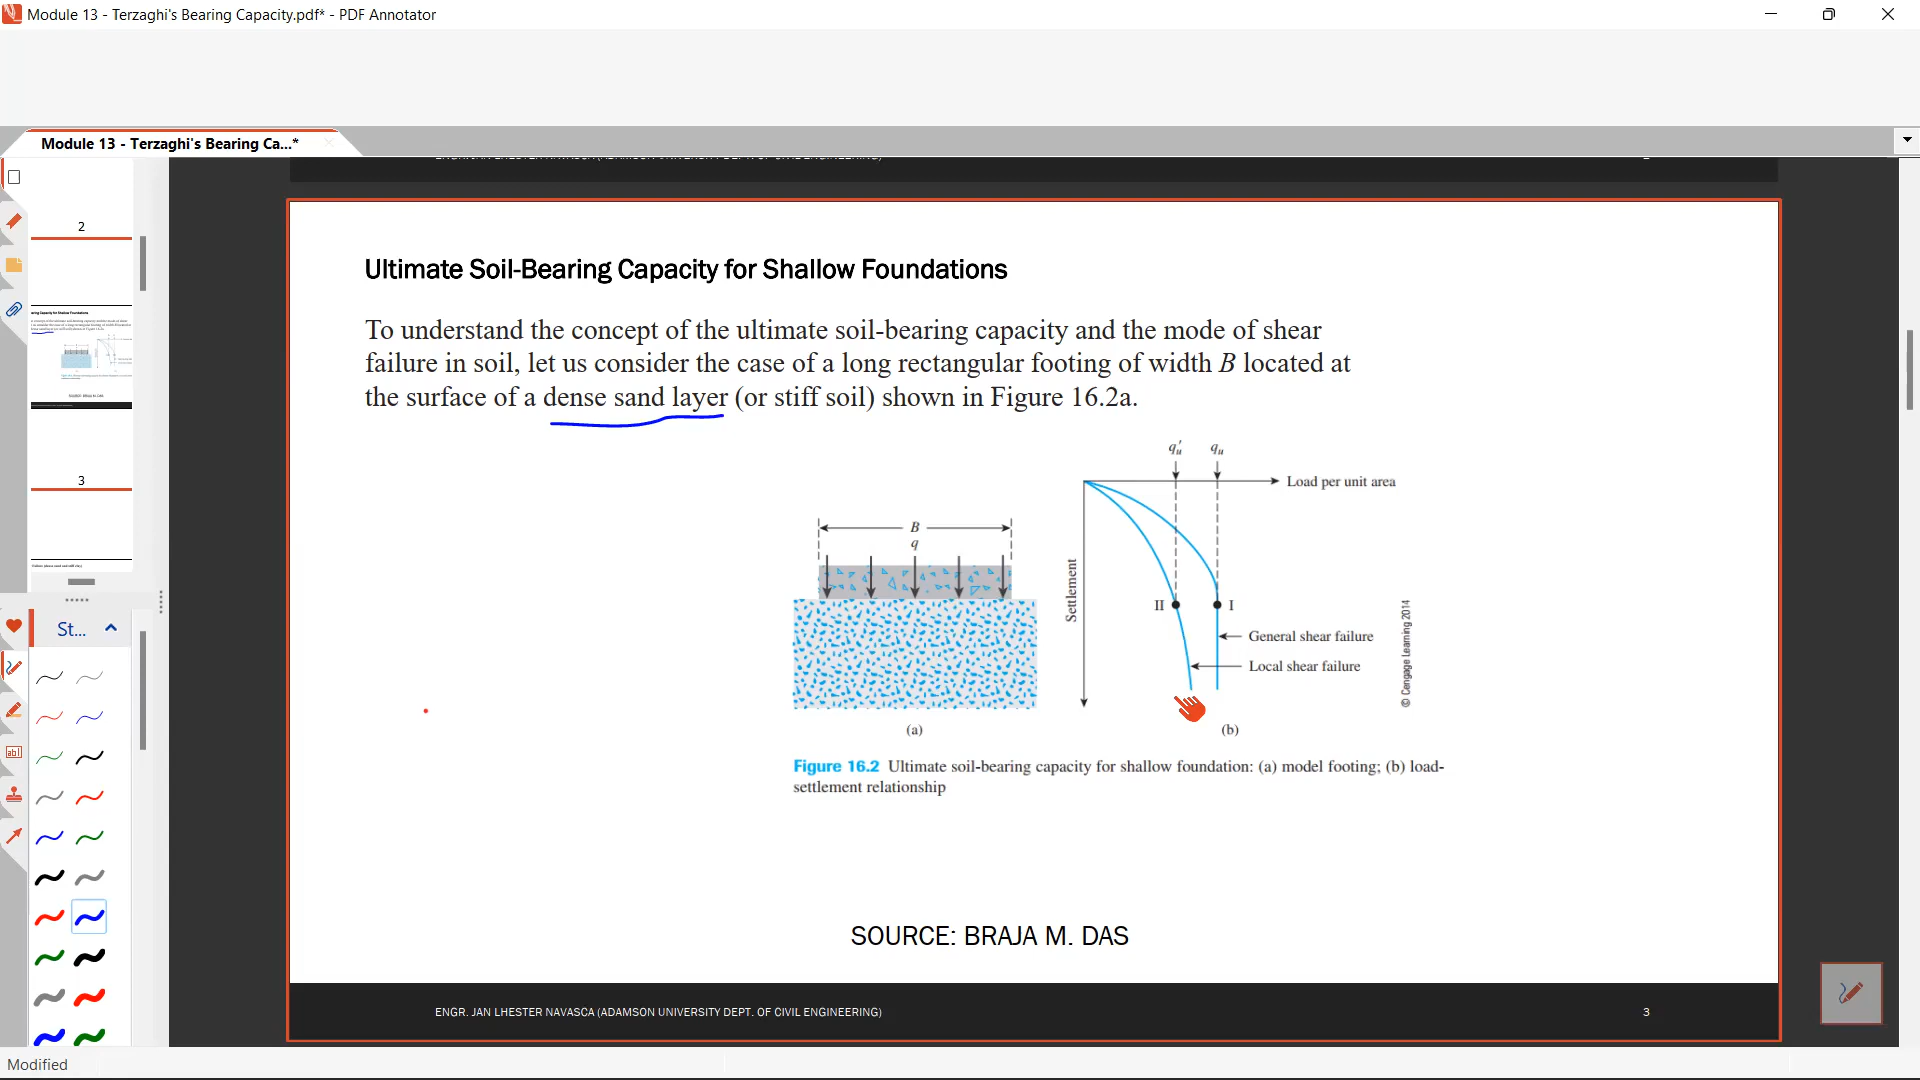 Module 13 - Terzaghi's Bearing Capacity.pdf* - PDF Annotator
Module 13 - Terzaghi's Bearing Ca...*
2
3
St...
Ultimate Soil-Bearing Capacity for Shallow Foundations
To understand the concept of the ultimate soil-bearing capacity and the mode of shear
failure in soil, let us consider the case of a long rectangular footing of width B located at
the surface of a dense sand layer (or stiff soil) shown in Figure 16.2a.
q'u qu
Load per unit area
B
q
Settlement
II I
General shear failure
Local shear failure
© Cengage Learning 2014
(a) (b)
Figure 16.2 Ultimate soil-bearing capacity for shallow foundation: (a) model footing; (b) load-
settlement relationship
SOURCE: BRAJA M. DAS
ENGR. JAN LHESTER NAVASCA (ADAMSON UNIVERSITY DEPT. OF CIVIL ENGINEERING) 3
Modified